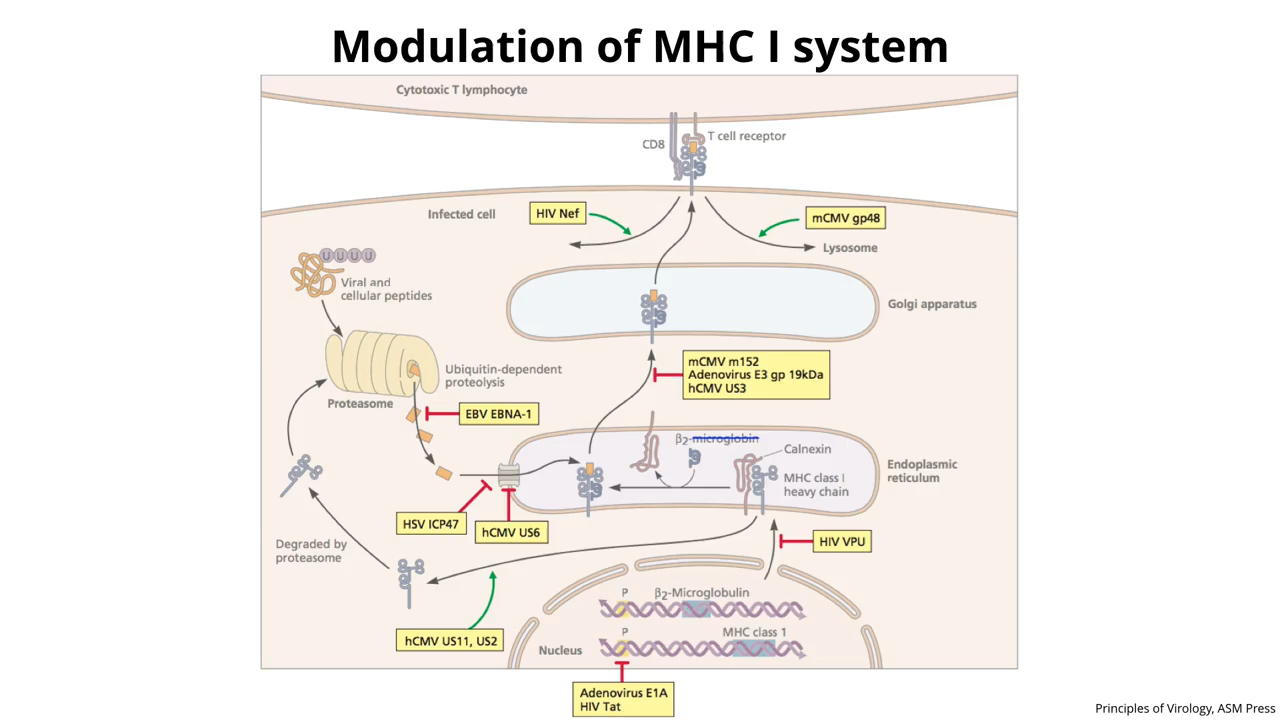 Modulation of MHC I system
Cytotoxic T lymphocyte
CD8
T cell receptor
Infected cell
HIV Nef
mCMV gp48
Lysosome
U U U U
Viral and
cellular peptides
Golgi apparatus
mCMV m152
Adenovirus E3 gp 19kDa
hCMV US3
Ubiquitin-dependent
proteolysis
Proteasome
EBV EBNA-1
β2-microglobin
Calnexin
MHC class I
heavy chain
Endoplasmic
reticulum
HSV ICP47
hCMV US6
HIV VPU
Degraded by
proteasome
P β2-Microglobulin
P MHC class 1
hCMV US11, US2
Nucleus
Adenovirus E1A
HIV Tat
Principles of Virology, ASM Press